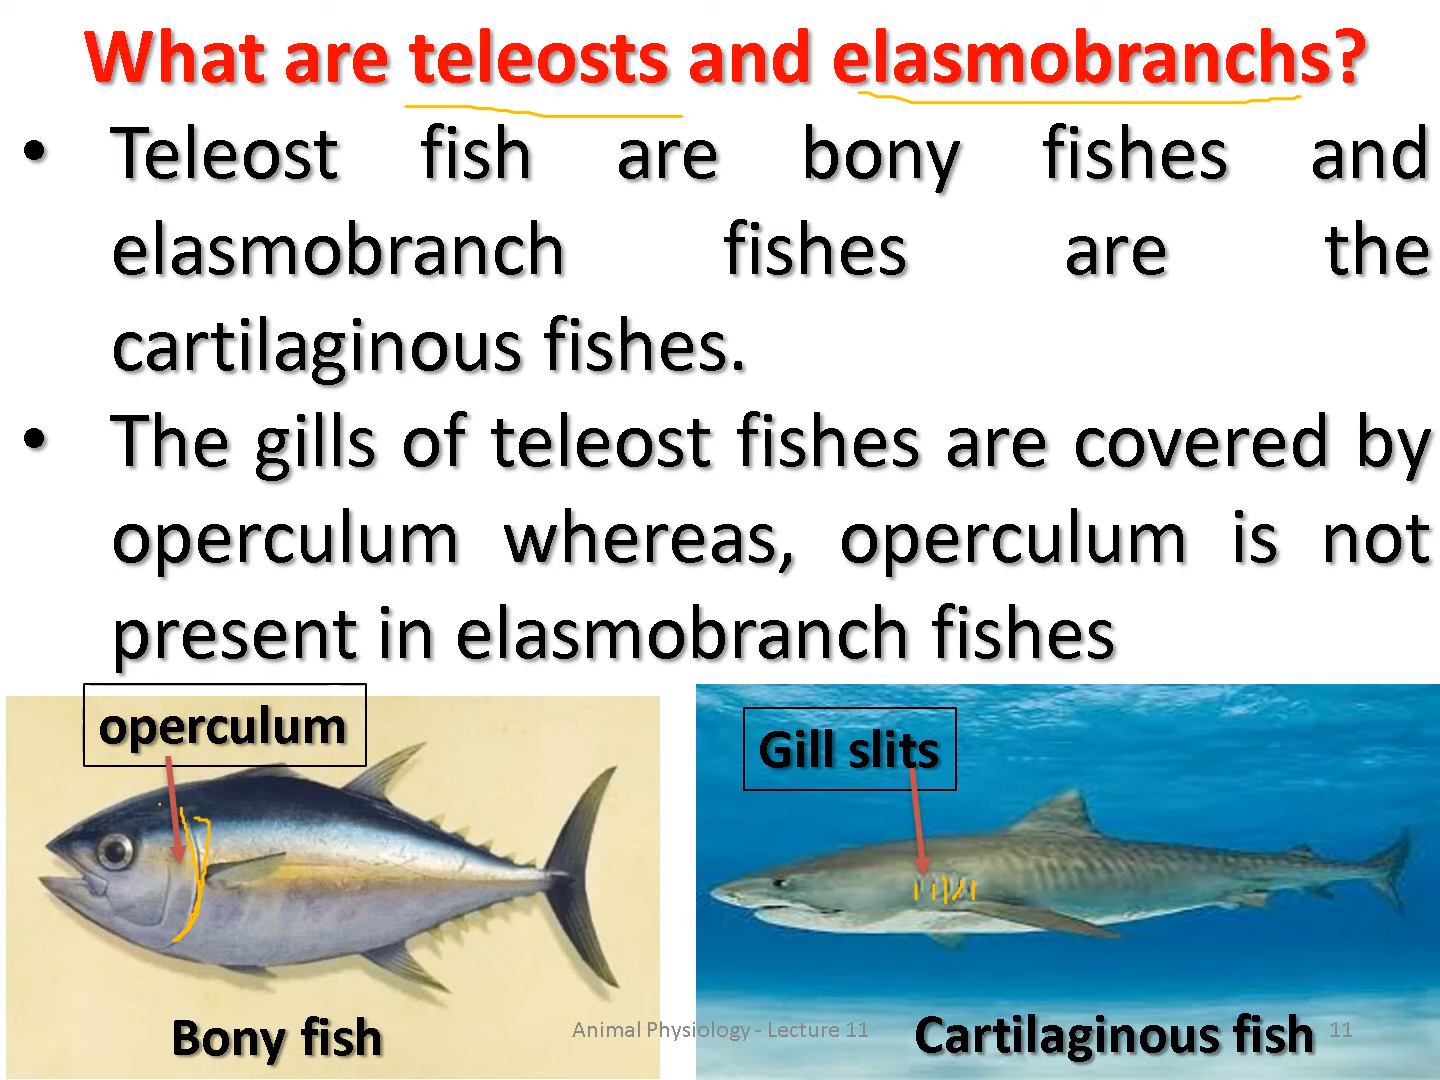 What are teleosts and elasmobranchs?
• Teleost fish are bony fishes and
elasmobranch fishes are the
cartilaginous fishes.
• The gills of teleost fishes are covered by
operculum whereas, operculum is not
present in elasmobranch fishes
operculum
Gill slits
Bony fish
Animal Physiology - Lecture 11
Cartilaginous fish
11